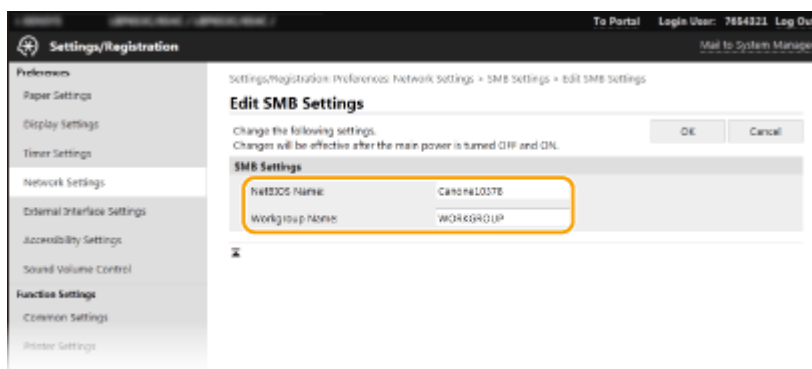 To Portal Login User: 7654321 Log Out
Settings/Registration
Mail to System Manager
Preferences
Paper Settings
Display Settings
Timer Settings
Network Settings
External Interface Settings
Accessibility Settings
Sound Volume Control
Function Settings
Common Settings
Printer Settings
Settings/Registration: Preferences: Network Settings > SMB Settings > Edit SMB Settings
Edit SMB Settings
Change the following settings.
Changes will be effective after the main power is turned OFF and ON.
OK Cancel
SMB Settings
NetBIOS Name:
Workgroup Name: WORKGROUP